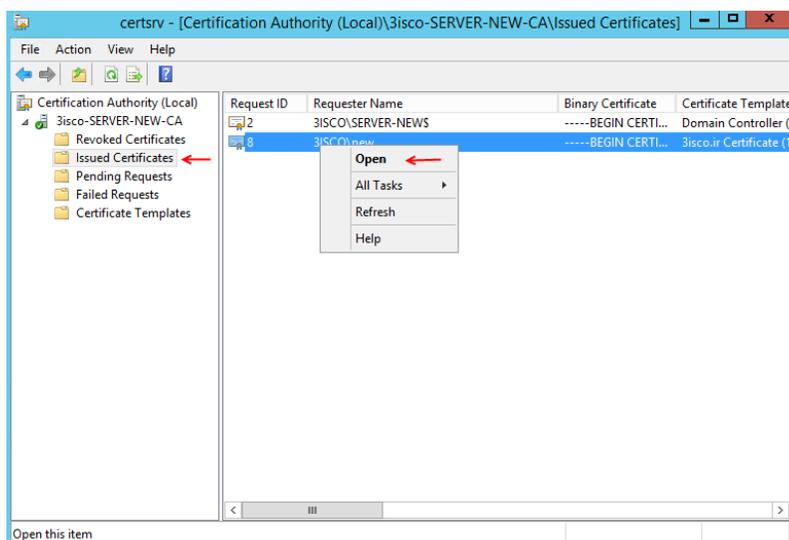 certsrv - [Certification Authority (Local)\3isco-SERVER-NEW-CA\Issued Certificates]
File Action View Help
Certification Authority (Local)
3isco-SERVER-NEW-CA
Revoked Certificates
Issued Certificates
Pending Requests
Failed Requests
Certificate Templates
Request ID Requester Name Binary Certificate Certificate Template
2 3ISCO\SERVER-NEW$ -----BEGIN CERTI... Domain Controller (
8 3ISCO\new -----BEGIN CERTI... 3isco.ir Certificate (1
Open
All Tasks
Refresh
Help
Open this item